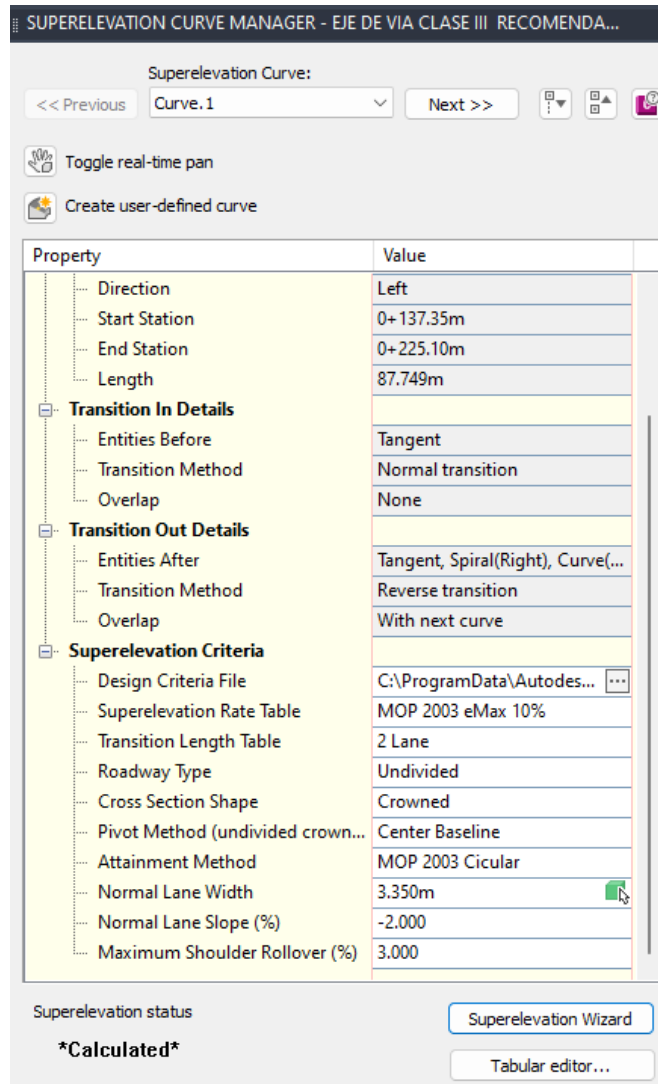 SUPERELEVATION CURVE MANAGER - EJE DE VIA CLASE III RECOMENDA...
Superelevation Curve:
<< Previous
Curve.1
Next >>
Toggle real-time pan
Create user-defined curve
Property Value
Direction Left
Start Station 0+137.35m
End Station 0+225.10m
Length 87.749m
Transition In Details
Entities Before Tangent
Transition Method Normal transition
Overlap None
Transition Out Details
Entities After Tangent, Spiral(Right), Curve(...
Transition Method Reverse transition
Overlap With next curve
Superelevation Criteria
Design Criteria File C:\ProgramData\Autodes... ...
Superelevation Rate Table MOP 2003 eMax 10%
Transition Length Table 2 Lane
Roadway Type Undivided
Cross Section Shape Crowned
Pivot Method (undivided crown... Center Baseline
Attainment Method MOP 2003 Cicular
Normal Lane Width 3.350m
Normal Lane Slope (%) -2.000
Maximum Shoulder Rollover (%) 3.000
Superelevation status
Superelevation Wizard
*Calculated*
Tabular editor...